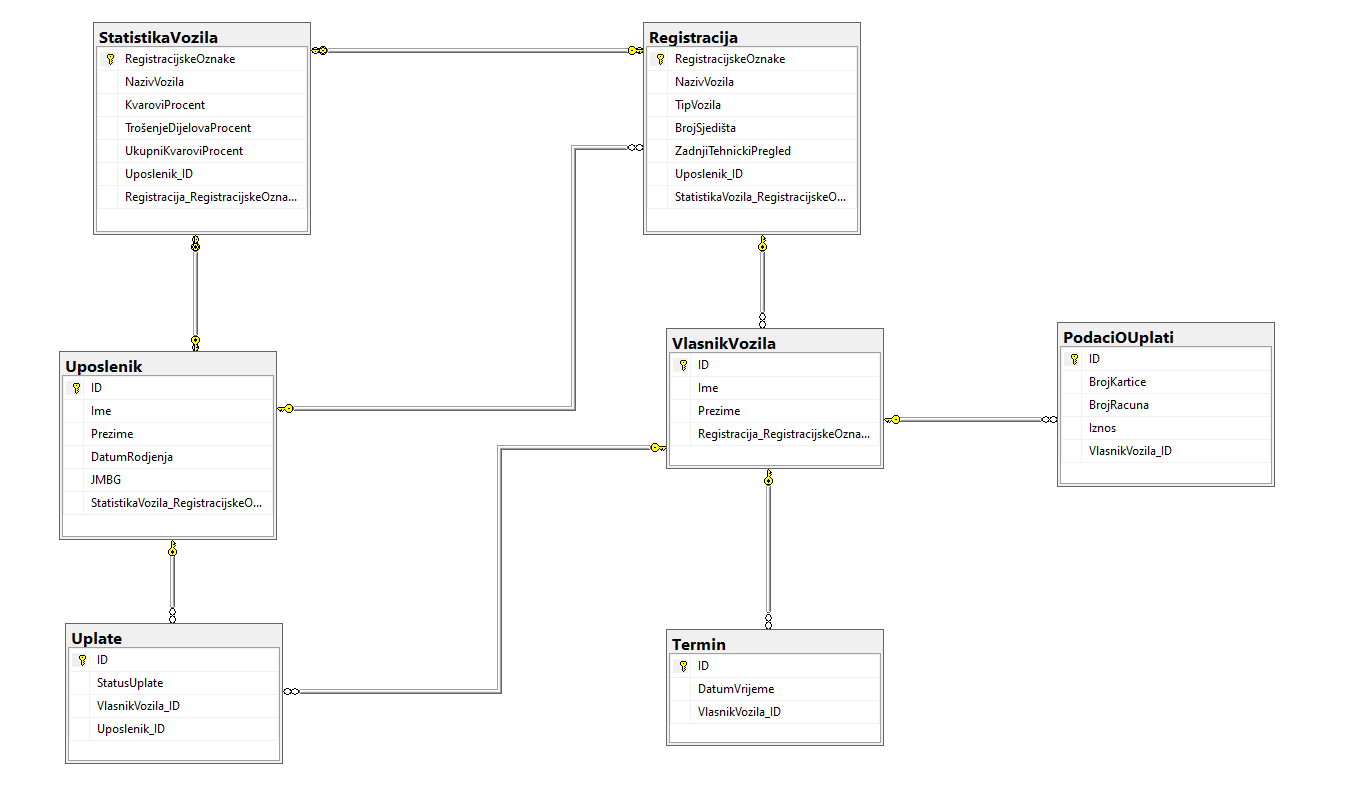 StatistikaVozila
RegistracijskeOznake
NazivVozila
KvaroviProcent
TrošenjeDijelovaProcent
UkupniKvaroviProcent
Uposlenik_ID
Registracija_RegistracijskeOzna...
Registracija
RegistracijskeOznake
NazivVozila
TipVozila
BrojSjedišta
ZadnjiTehnickiPregled
Uposlenik_ID
StatistikaVozila_RegistracijskeO...
Uposlenik
ID
Ime
Prezime
DatumRodjenja
JMBG
StatistikaVozila_RegistracijskeO...
VlasnikVozila
ID
Ime
Prezime
Registracija_RegistracijskeOzna...
PodaciOUplati
ID
BrojKartice
BrojRacuna
Iznos
VlasnikVozila_ID
Uplate
ID
StatusUplate
VlasnikVozila_ID
Uposlenik_ID
Termin
ID
DatumVrijeme
VlasnikVozila_ID